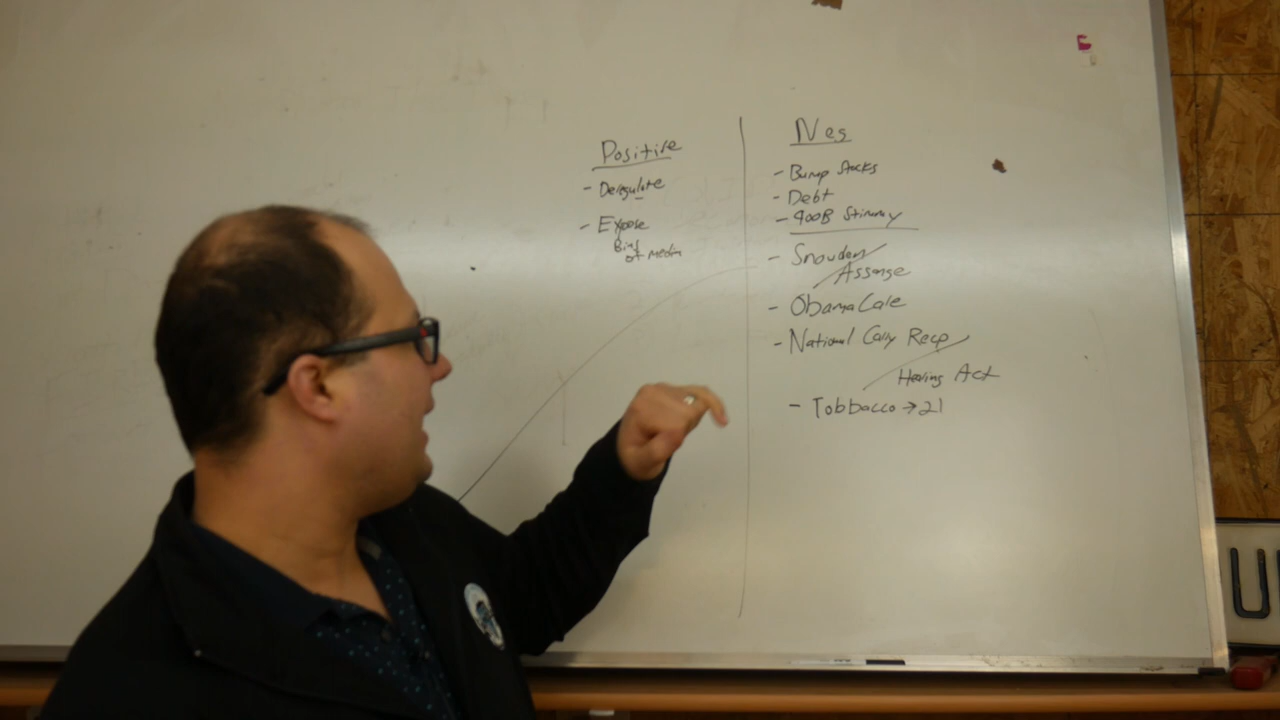 Positive
- Deregulate
- Expose
Bias
of media
Neg
- Bump Stocks
- Debt
- 900B Stimmy
- Snowden
Assange
- ObamaCare
- National Carry Recp
Hearing Act
- Tobbacco → 21
U